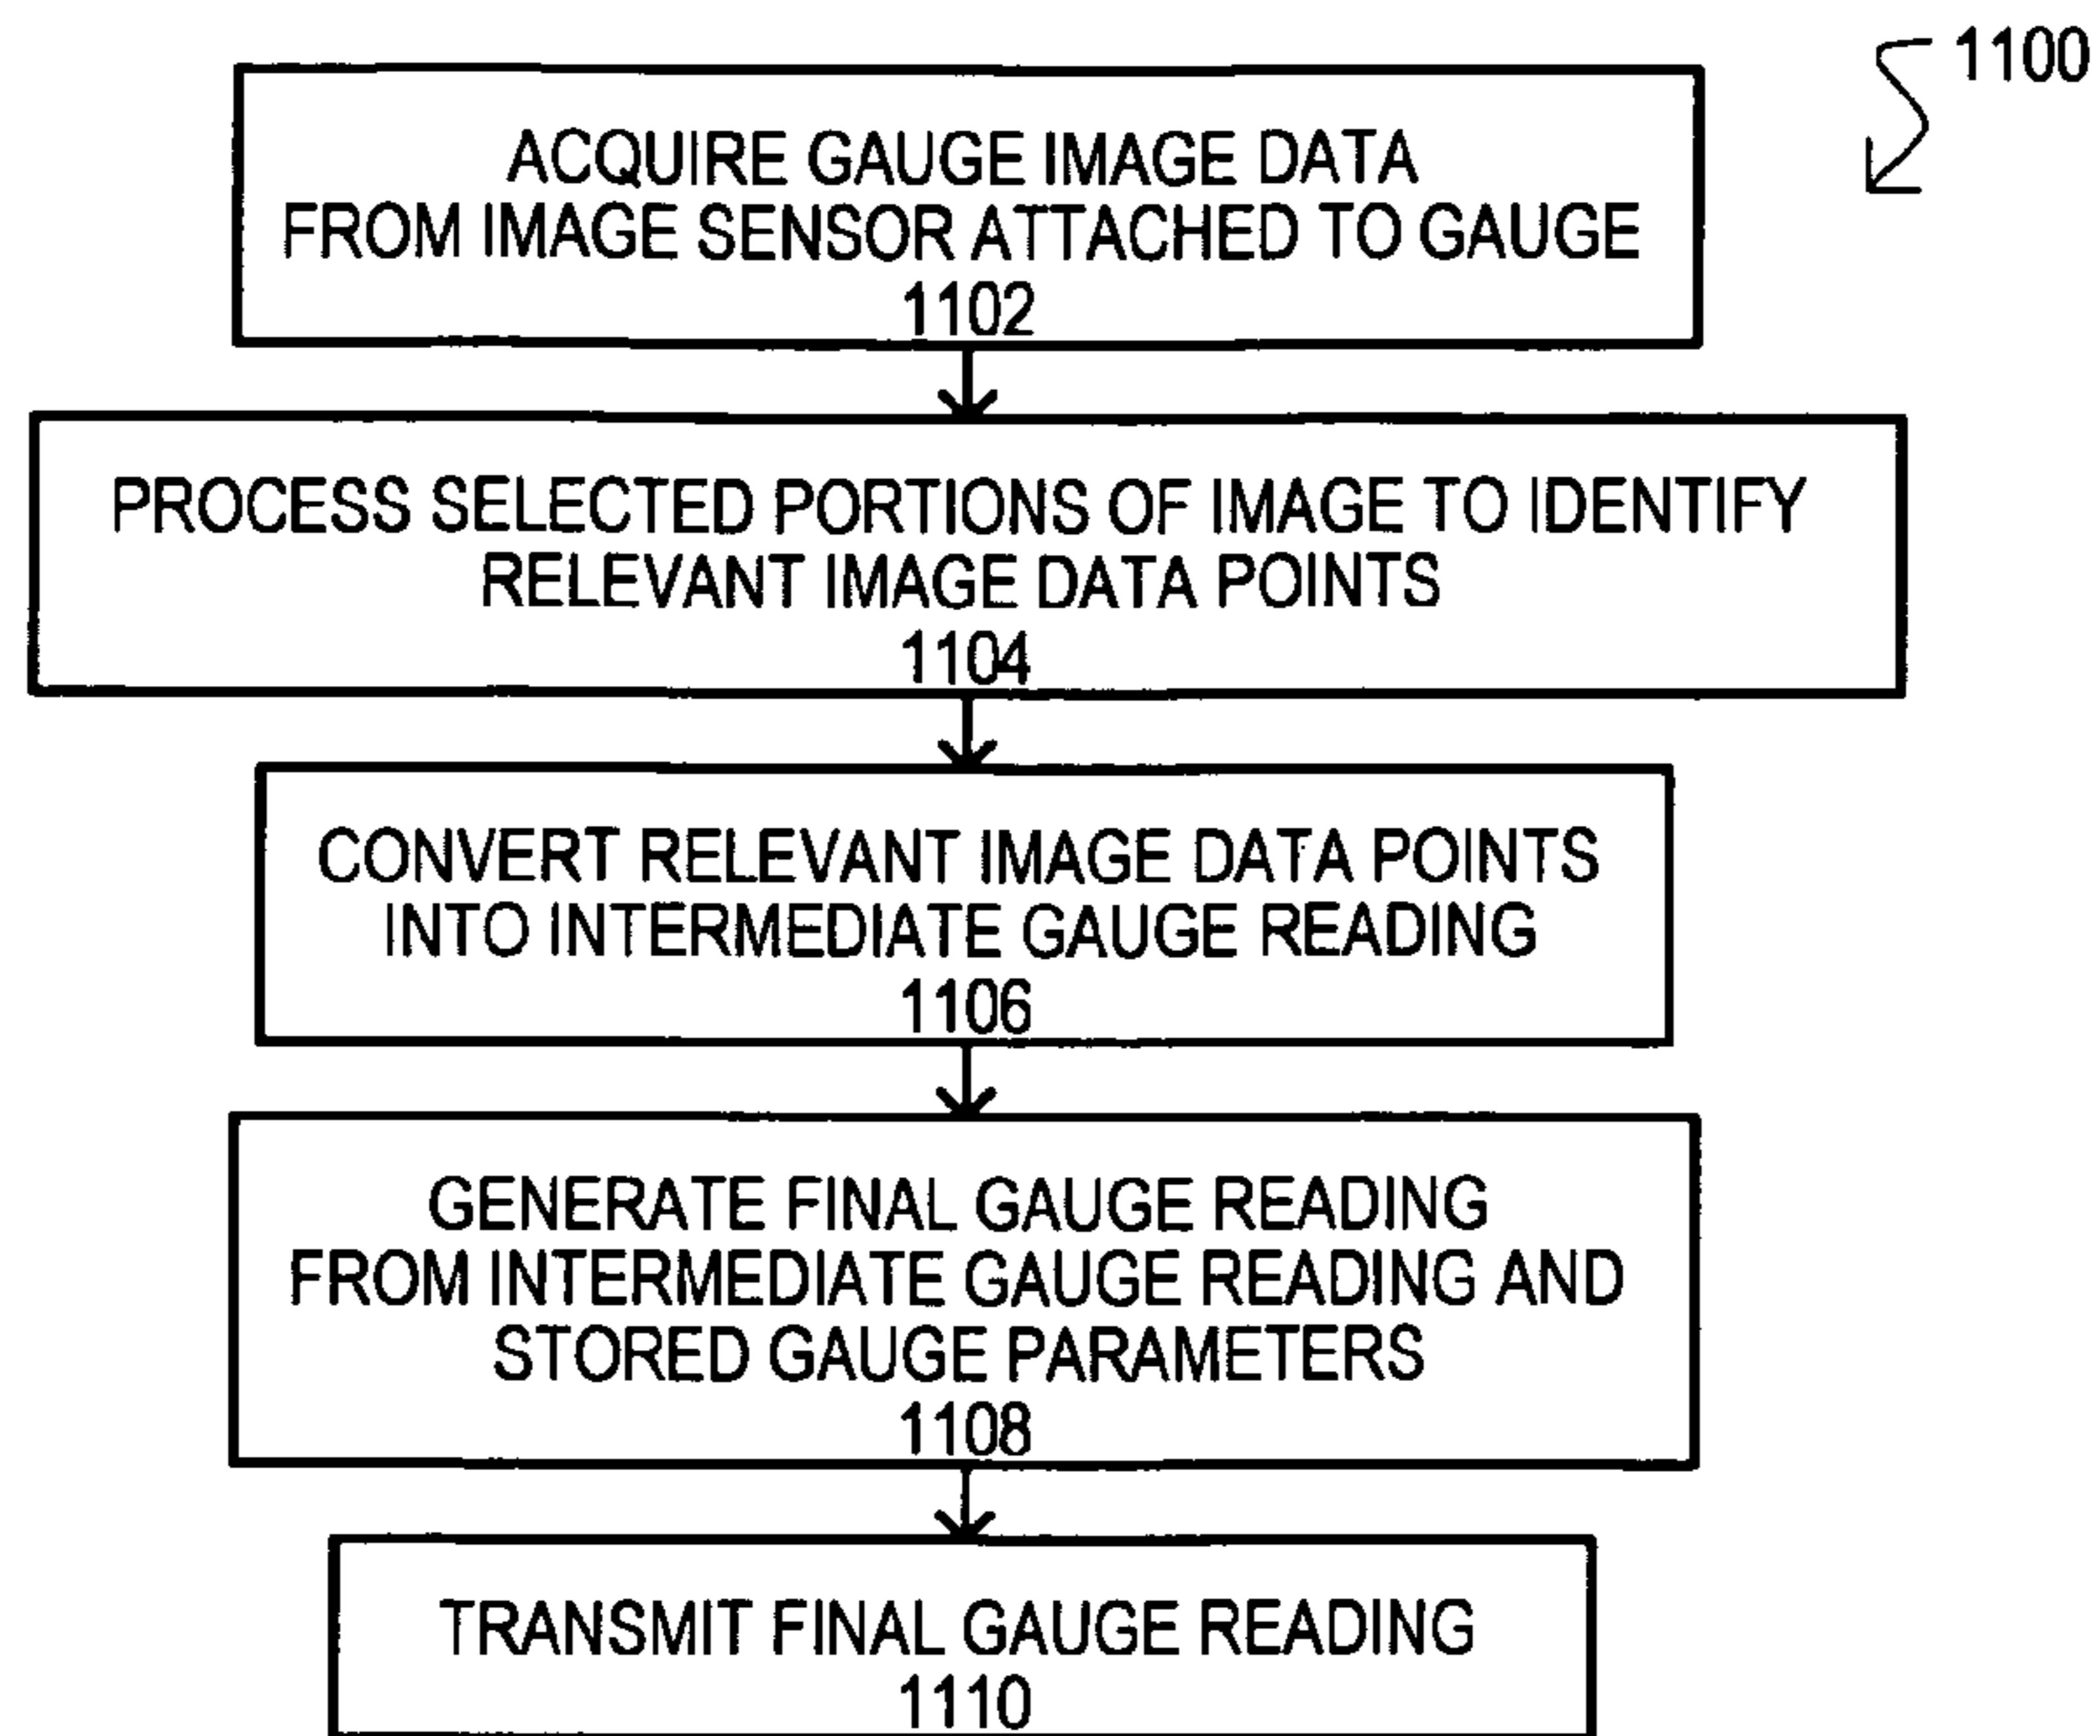 1100
ACQUIRE GAUGE IMAGE DATA
FROM IMAGE SENSOR ATTACHED TO GAUGE
1102
PROCESS SELECTED PORTIONS OF IMAGE TO IDENTIFY
RELEVANT IMAGE DATA POINTS
1104
CONVERT RELEVANT IMAGE DATA POINTS
INTO INTERMEDIATE GAUGE READING
1106
GENERATE FINAL GAUGE READING
FROM INTERMEDIATE GAUGE READING AND
STORED GAUGE PARAMETERS
1108
TRANSMIT FINAL GAUGE READING
1110